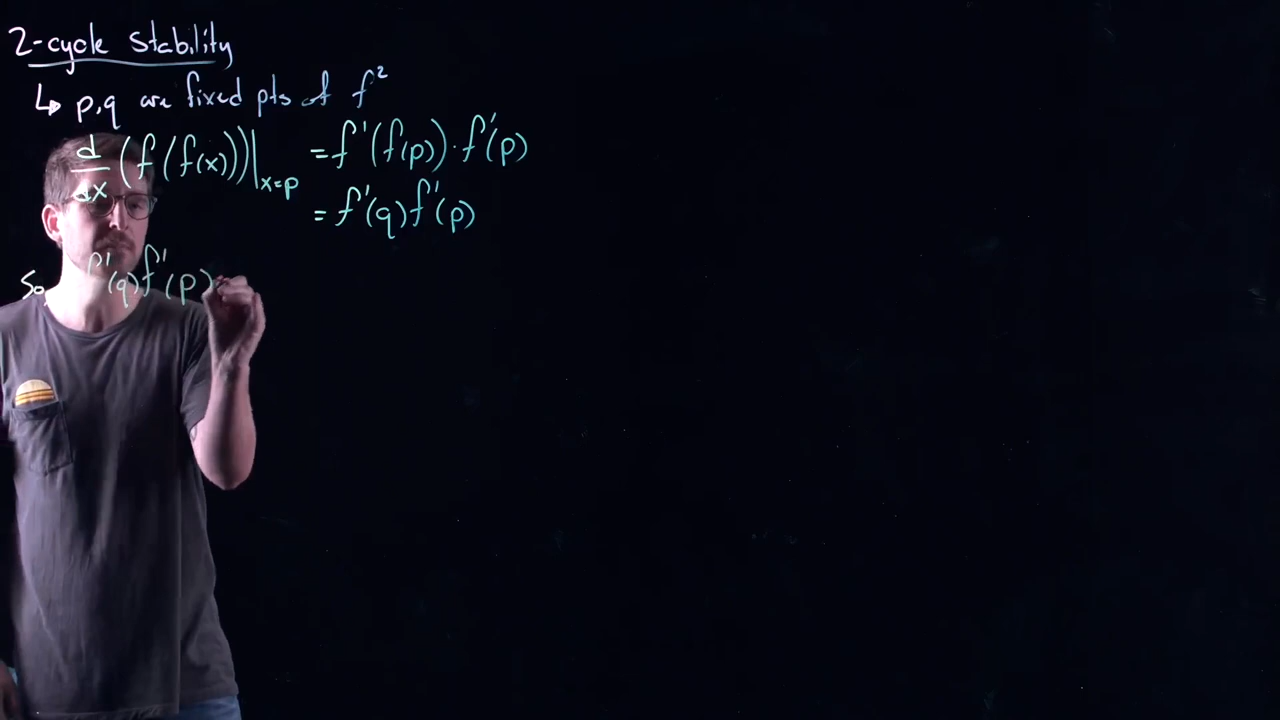 2-cycle stability
↳ p,q are fixed pts of f²
d/dx (f(f(x)))|x=p = f'(f(p))·f'(p)
= f'(q)f'(p)
So, f'(q)f'(p)